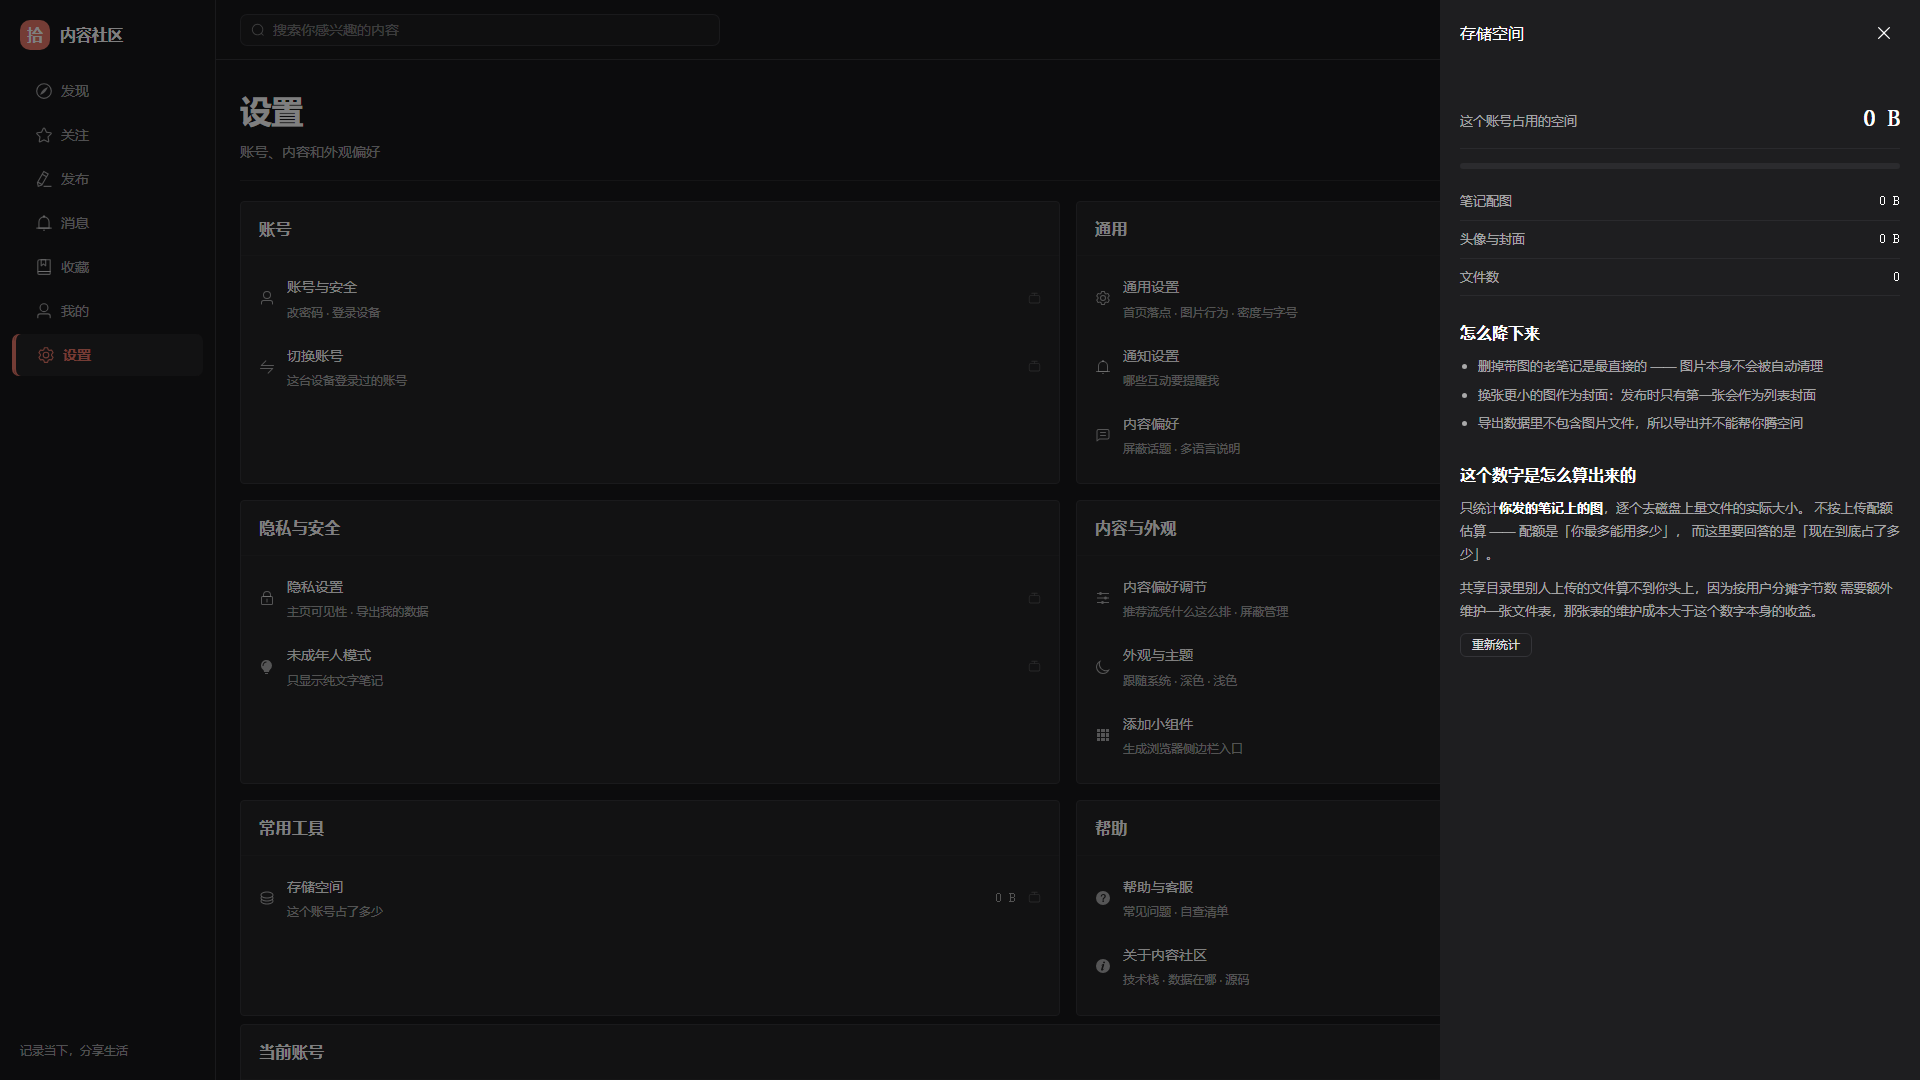 拾 内容社区
发现
关注
发布
消息
收藏
我的
设置
记录当下，分享生活
搜索你感兴趣的内容
设置
账号、内容和外观偏好
账号
账号与安全
改密码 · 登录设备
切换账号
这台设备登录过的账号
通用
通用设置
首页落点 · 图片行为 · 密度与字号
通知设置
哪些互动要提醒我
内容偏好
屏蔽话题 · 多语言说明
隐私与安全
隐私设置
主页可见性 · 导出我的数据
未成年人模式
只显示纯文字笔记
内容与外观
内容偏好调节
推荐流凭什么这么排 · 屏蔽管理
外观与主题
跟随系统 · 深色 · 浅色
添加小组件
生成浏览器侧边栏入口
常用工具
存储空间
这个账号占了多少
0 B
帮助
帮助与客服
常见问题 · 自查清单
关于内容社区
技术栈 · 数据在哪 · 源码
当前账号
存储空间
这个账号占用的空间 0 B
笔记配图 0 B
头像与封面 0 B
文件数 0
怎么降下来
删掉带图的老笔记是最直接的 —— 图片本身不会被自动清理
换张更小的图作为封面：发布时只有第一张会作为列表封面
导出数据里不包含图片文件，所以导出并不能帮你腾空间
这个数字是怎么算出来的
只统计你发的笔记上的图，逐个去磁盘上量文件的实际大小。 不按上传配额
估算 —— 配额是「你最多能用多少」， 而这里要回答的是「现在到底占了多
少」。
共享目录里别人上传的文件算不到你头上，因为按用户分摊字节数 需要额外
维护一张文件表，那张表的维护成本大于这个数字本身的收益。
重新统计